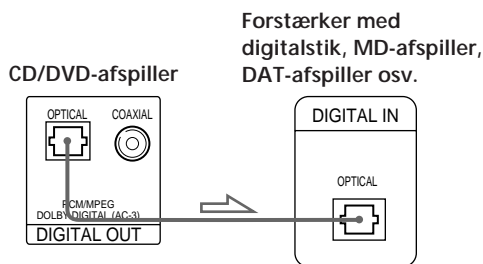 Forstærker med
digitalstik, MD-afspiller,
DAT-afspiller osv.
CD/DVD-afspiller
OPTICAL
COAXIAL
PCM/MPEG
DOLBY DIGITAL (AC-3)
DIGITAL OUT
DIGITAL IN
OPTICAL